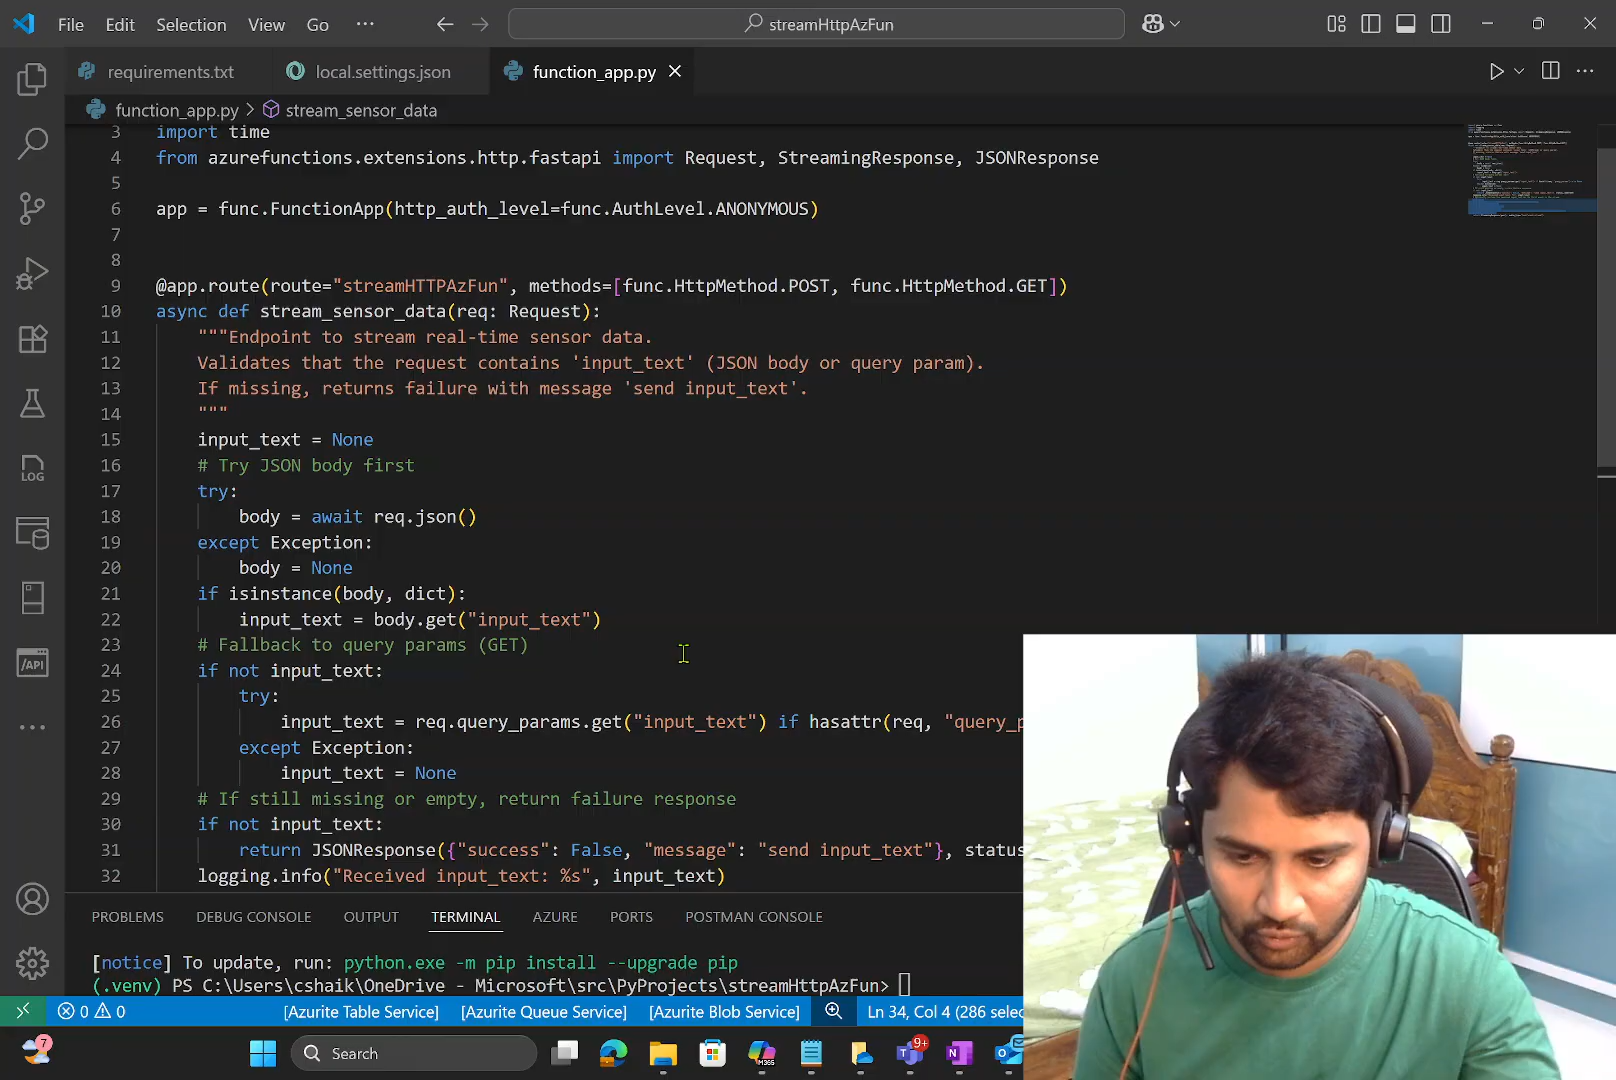 File Edit Selection View Go ··· streamHttpAzFun
requirements.txt local.settings.json function_app.py
function_app.py > stream_sensor_data
3 import time
4 from azurefunctions.extensions.http.fastapi import Request, StreamingResponse, JSONResponse
5
6 app = func.FunctionApp(http_auth_level=func.AuthLevel.ANONYMOUS)
7
8
9 @app.route(route="streamHTTPAzFun", methods=[func.HttpMethod.POST, func.HttpMethod.GET])
10 async def stream_sensor_data(req: Request):
11 """Endpoint to stream real-time sensor data.
12 Validates that the request contains 'input_text' (JSON body or query param).
13 If missing, returns failure with message 'send input_text'.
14 """
15 input_text = None
16 # Try JSON body first
17 try:
18 body = await req.json()
19 except Exception:
20 body = None
21 if isinstance(body, dict):
22 input_text = body.get("input_text")
23 # Fallback to query params (GET)
24 if not input_text:
25 try:
26 input_text = req.query_params.get("input_text") if hasattr(req, "query_p
27 except Exception:
28 input_text = None
29 # If still missing or empty, return failure response
30 if not input_text:
31 return JSONResponse({"success": False, "message": "send input_text"}, status
32 logging.info("Received input_text: %s", input_text)
LOG
/API
PROBLEMS DEBUG CONSOLE OUTPUT TERMINAL AZURE PORTS POSTMAN CONSOLE
[notice] To update, run: python.exe -m pip install --upgrade pip
(.venv) PS C:\Users\cshaik\OneDrive - Microsoft\src\PyProjects\streamHttpAzFun>
0 0 [Azurite Table Service] [Azurite Queue Service] [Azurite Blob Service] Ln 34, Col 4 (286 selec
7 Search M365 9+